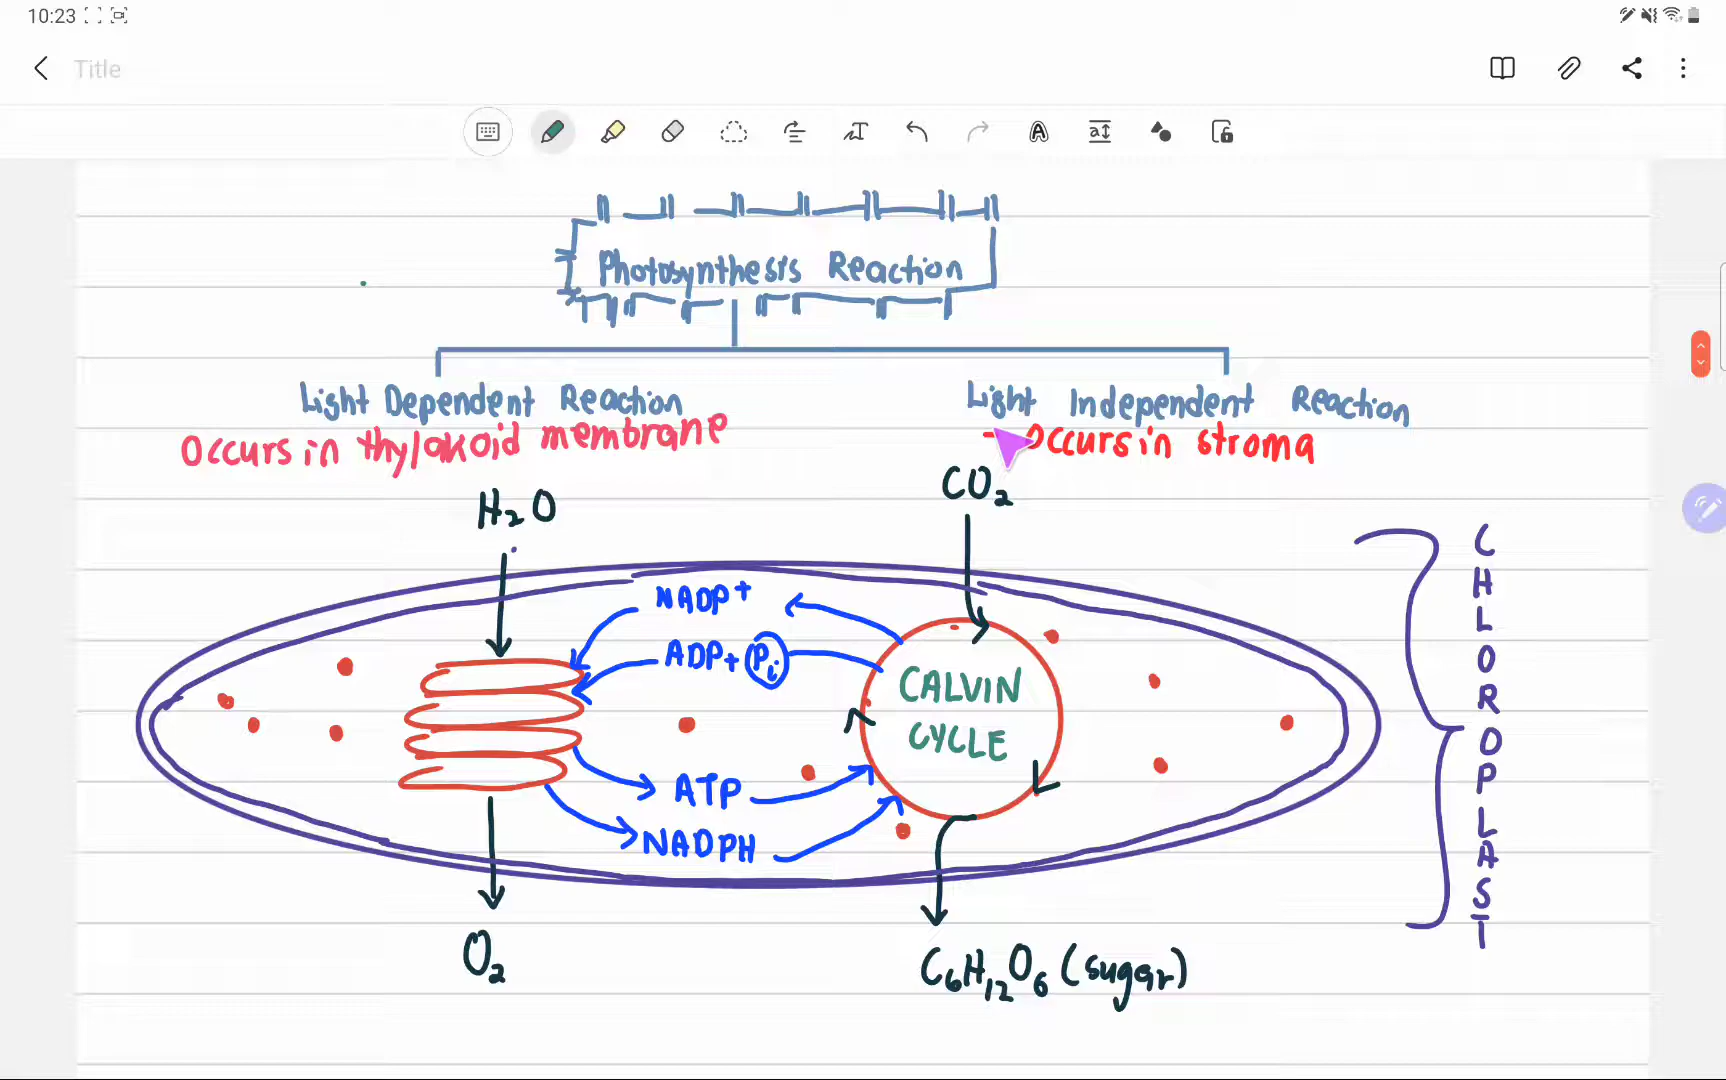 10:23
Title
Photosynthesis Reaction
Light Dependent Reaction
Light Independent Reaction
Occurs in thylakoid membrane
- Occurs in stroma
H₂O
CO₂
NADP+
ADP+ Pi
CALVIN
CYCLE
ATP
NADPH
O₂
C₆H₁₂O₆ (sugar)
CHLOROPLAST